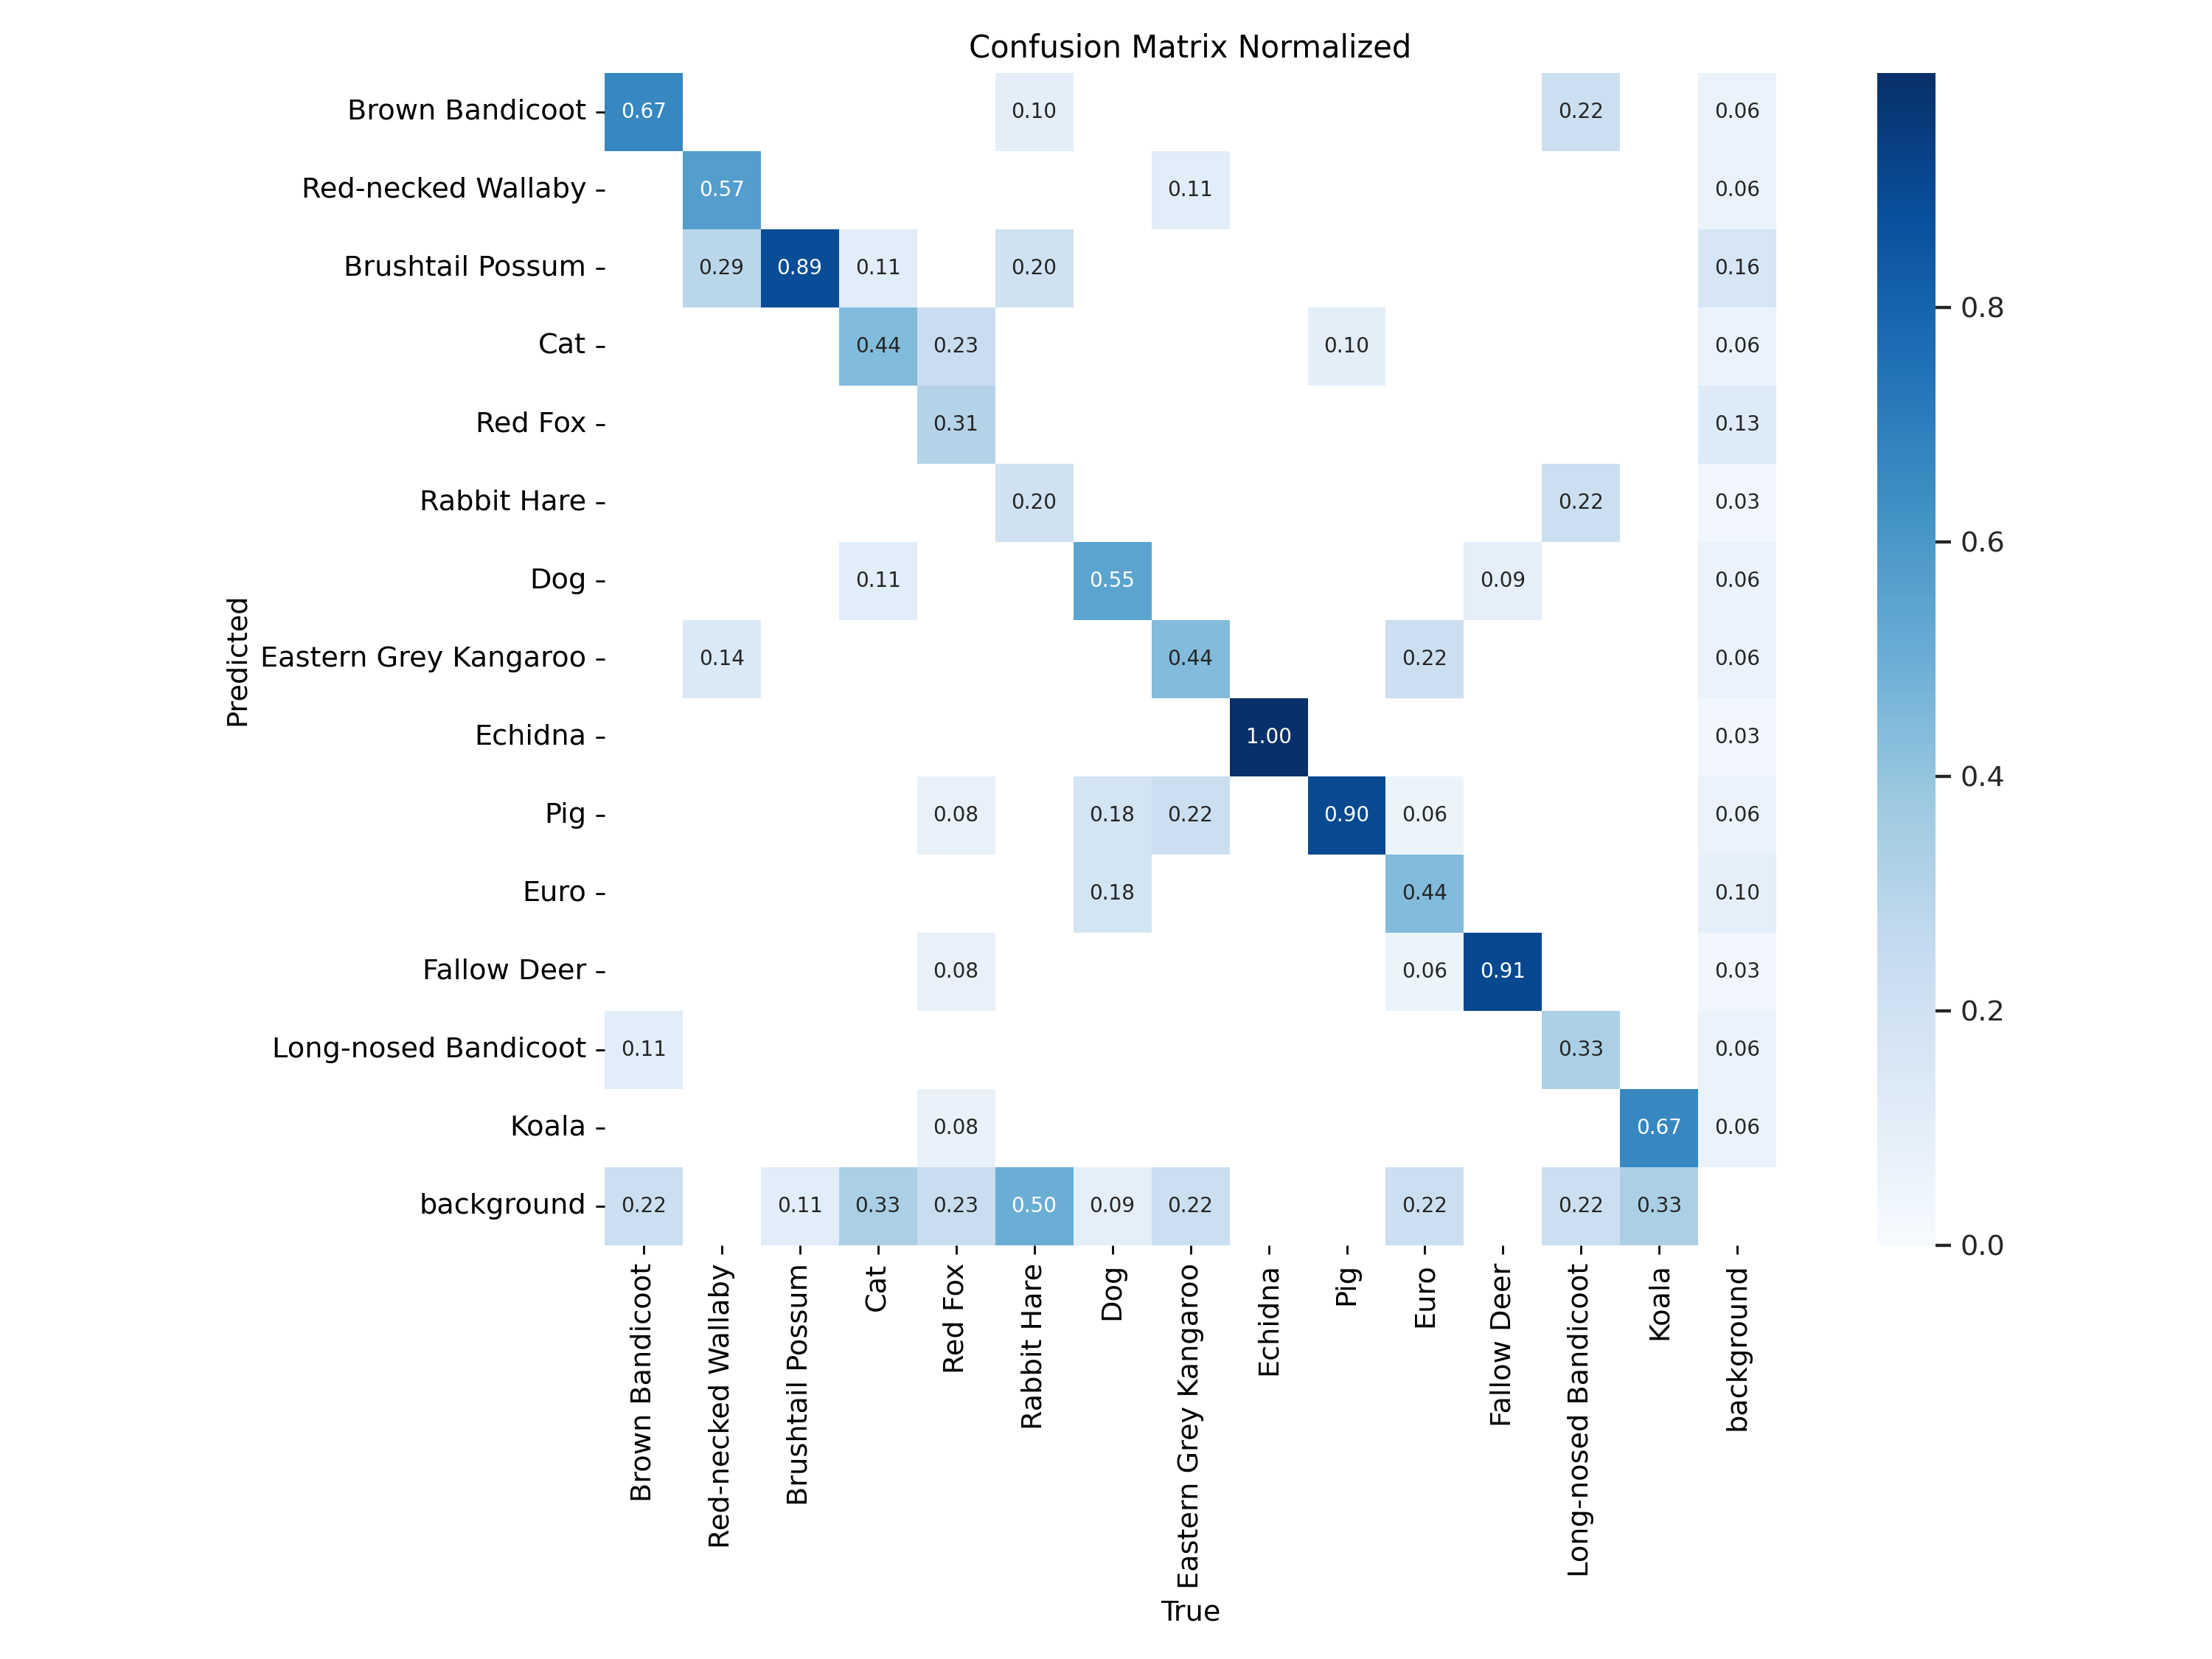 Confusion Matrix Normalized
Brown Bandicoot 0.67 0.10 0.22 0.06
Red-necked Wallaby 0.57 0.11 0.06
Brushtail Possum 0.29 0.89 0.11 0.20 0.16
0.8
Cat 0.44 0.23 0.10 0.06
Red Fox 0.31 0.13
Rabbit Hare 0.20 0.22 0.03
0.6
Dog 0.11 0.55 0.09 0.06
Predicted
Eastern Grey Kangaroo 0.14 0.44 0.22 0.06
Echidna 1.00 0.03
0.4
Pig 0.08 0.18 0.22 0.90 0.06 0.06
Euro 0.18 0.44 0.10
Fallow Deer 0.08 0.06 0.91 0.03
0.2
Long-nosed Bandicoot 0.11 0.33 0.06
Koala 0.08 0.67 0.06
background 0.22 0.11 0.33 0.23 0.50 0.09 0.22 0.22 0.22 0.33
0.0
Brown Bandicoot
Red-necked Wallaby
Brushtail Possum
Cat
Red Fox
Rabbit Hare
Dog
Eastern Grey Kangaroo
Echidna
Pig
Euro
Fallow Deer
Long-nosed Bandicoot
Koala
background
True